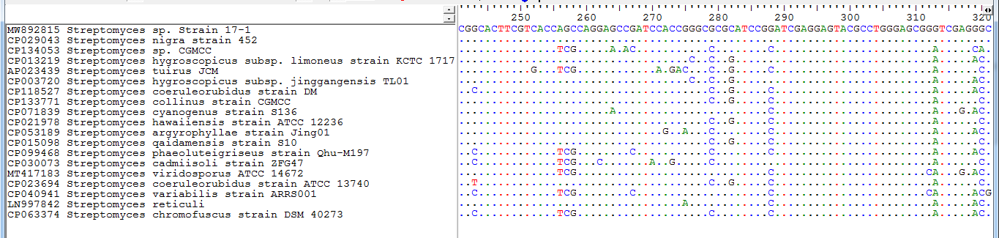 250 260 270 280 290 300 310 320
MW892815 Streptomyces sp. Strain 17-1 CGGCACTTCGTCACCAGCCAGGAGCCGATCCACCGGGCGCGCATCCGGATCGAGGAGTACGCCTGGGAGCGGGTCGAGGGC
CP029043 Streptomyces nigra strain 452 .................................................................................
CP134053 Streptomyces sp. CGMCC ...............TCG.....A.AC...........C........C........................A.....CA.
CP013219 Streptomyces hygroscopicus subsp. limoneus strain KCTC 1717 ...................................C..C..G..............................A.....AC.
AP023439 Streptomyces tuirus JCM ...........G...TCG............A.GAC...C..G.....C........................A.....AC.
CP003720 Streptomyces hygroscopicus subsp. jinggangensis TL01 ...................................C..C..G..............................A.....AC.
CP118527 Streptomyces coeruleorubidus strain DM ..C...................................C..G.....C........................A.....AC.
CP133771 Streptomyces collinus strain CGMCC ......................................C..G.....C........................A.....AC.
CP071839 Streptomyces cyanogenus strain S136 .......................A.......................C........................A...G.AC.
CP021978 Streptomyces hawaiiensis strain ATCC 12236 ......................................C..G.....C........................A......C.
CP053189 Streptomyces argyrophyllae strain Jing01 ...............................G..A...C........C........................A.....AC.
CP015098 Streptomyces qaidamensis strain S10 ......................................C..G.....C........................A......C.
CP099468 Streptomyces phaeoluteigriseus strain Qhu-M197 ..C............TCG........C...........C........C........................A.....AC.
CP030073 Streptomyces cadmiisoli strain ZFG47 ..C............TCG...C.......A..G.....C........C........................A......C.
MT417183 Streptomyces viridosporus ATCC 14672 ...............TCG.............................C.......................CA...G.AC.
CP023694 Streptomyces coeruleorubidus strain ATCC 13740 ..T...................................C..G.....C........................A......C.
CP040941 Streptomyces variabilis strain ARRS001 ..C............TCG........C....................C.......................CA.....ACG
LN997842 Streptomyces reticuli ..................................A............C........................A.....AC.
CP063374 Streptomyces chromofuscus strain DSM 40273 ..C............TCG....................C........C........................A.....AC.